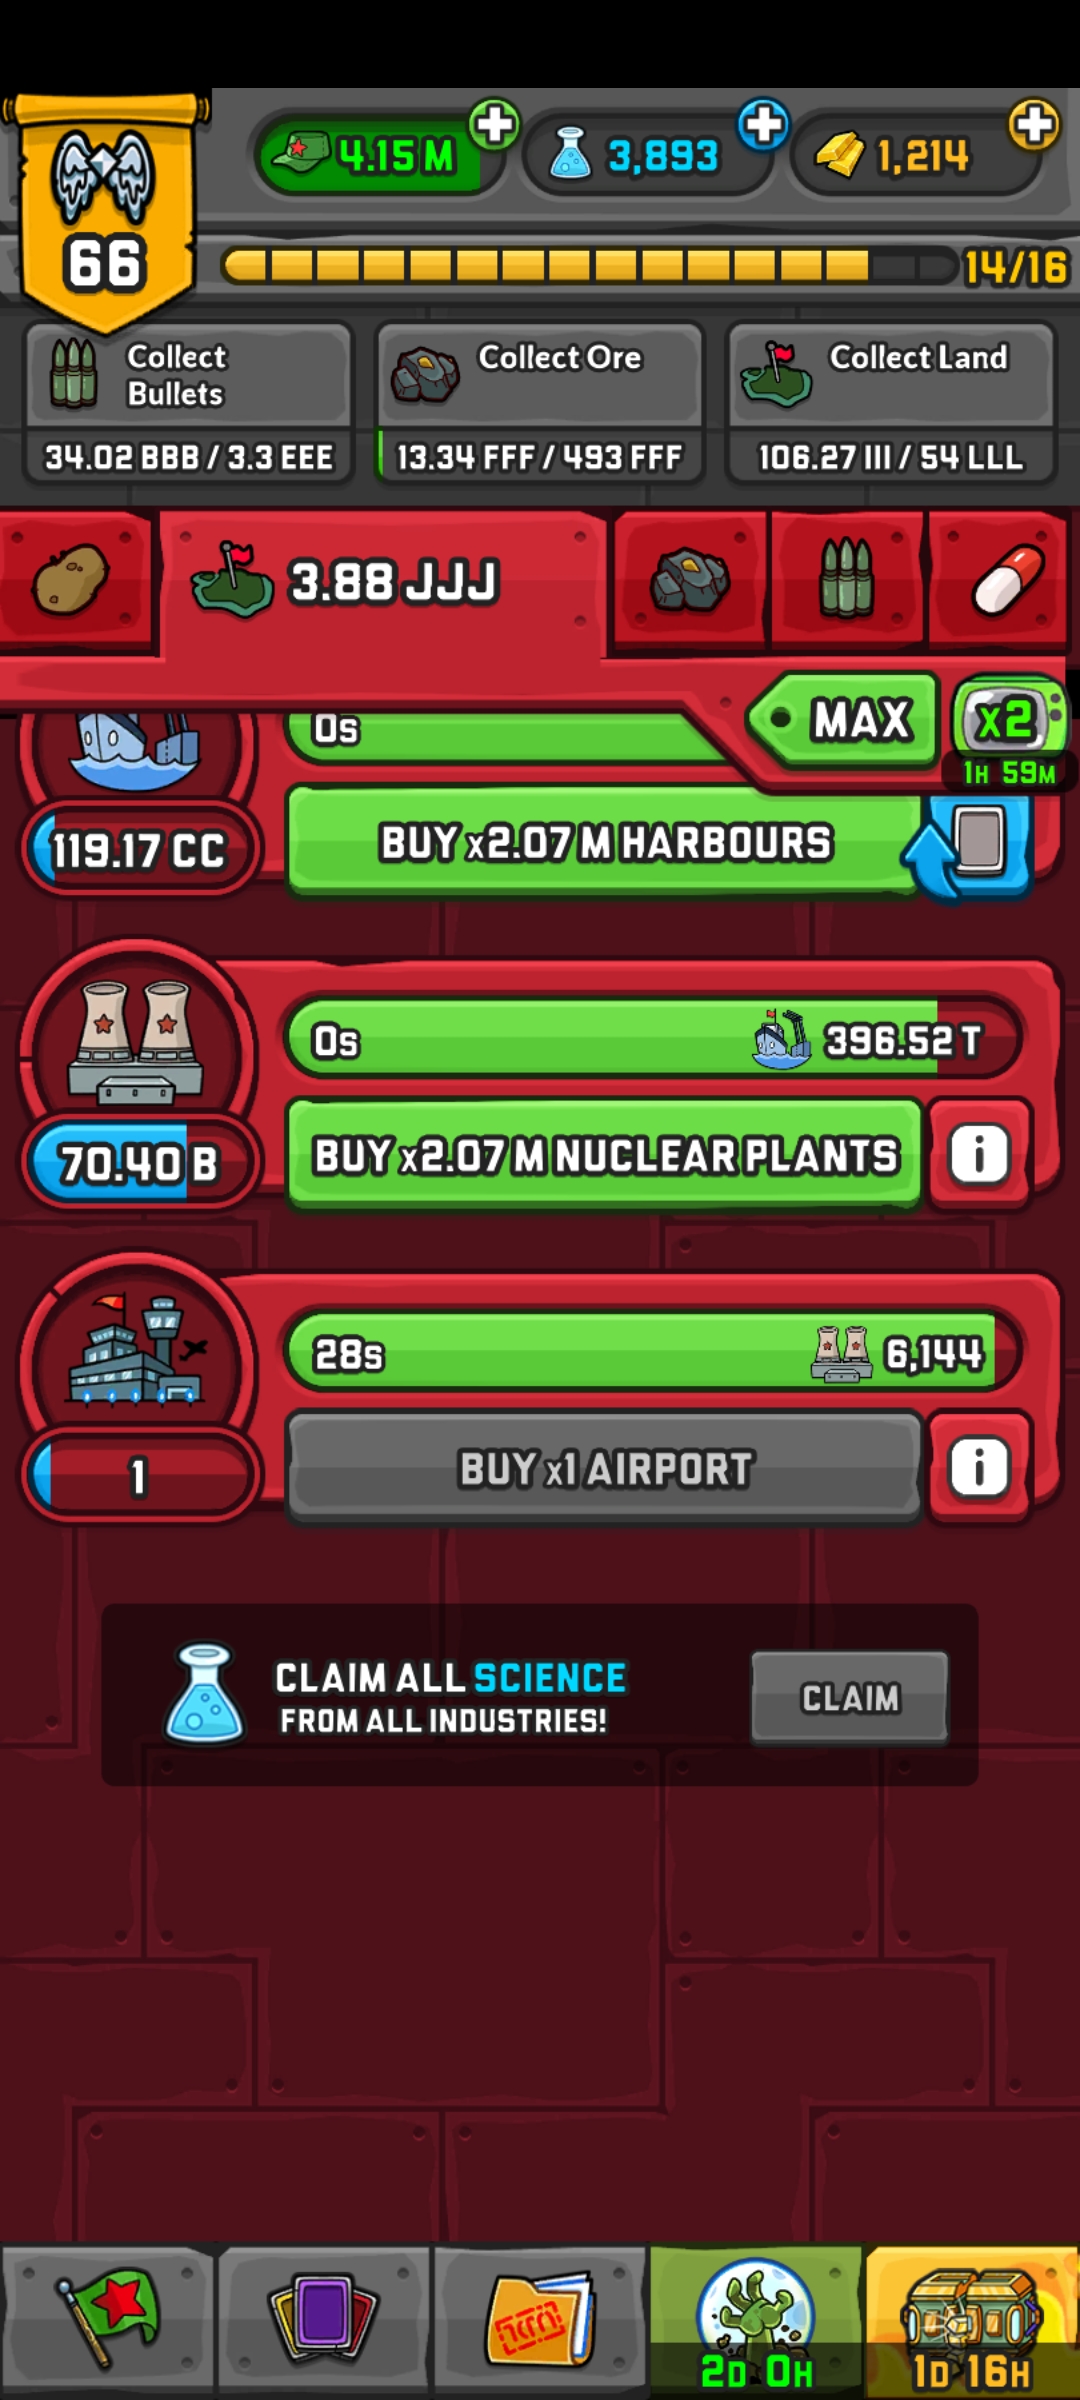 4.15 M
3,893
1,214
66
14/16
Collect
Bullets
Collect Ore
Collect Land
34.02 BBB / 3.3 EEE
13.34 FFF / 493 FFF
106.27 III / 54 LLL
3.88 JJJ
MAX
x2
1H 59M
0s
119.17 CC
BUY x2.07 M HARBOURS
0s
396.52 T
70.40 B
BUY x2.07 M NUCLEAR PLANTS
i
28s
6,144
1
BUY x1 AIRPORT
i
CLAIM ALL SCIENCE
FROM ALL INDUSTRIES!
CLAIM
2D 0H
1D 16H